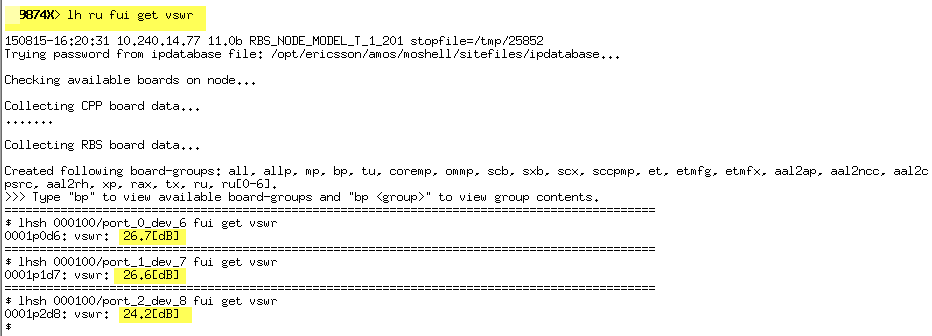 9874X> lh ru fui get vswr
150815-16:20:31 10.240.14.77 11.0b RBS_NODE_MODEL_T_1_201 stopfile=/tmp/25852
Trying password from ipdatabase file: /opt/ericsson/amos/moshell/sitefiles/ipdatabase...
Checking available boards on node...
Collecting CPP board data...
.......
Collecting RBS board data...
Created following board-groups: all, allp, mp, bp, tu, coremp, ommp, scb, sxb, scx, sccpmp, et, etmfg, etmfx, aal2ap, aal2ncc, aal2c
psrc, aal2rh, xp, rax, tx, ru, ru[0-6].
>>> Type "bp" to view available board-groups and "bp <group>" to view group contents.
=================================================================================================
$ lhsh 000100/port_0_dev_6 fui get vswr
0001p0d6: vswr: 26.7[dB]
=================================================================================================
$ lhsh 000100/port_1_dev_7 fui get vswr
0001p1d7: vswr: 26.6[dB]
=================================================================================================
$ lhsh 000100/port_2_dev_8 fui get vswr
0001p2d8: vswr: 24.2[dB]
$